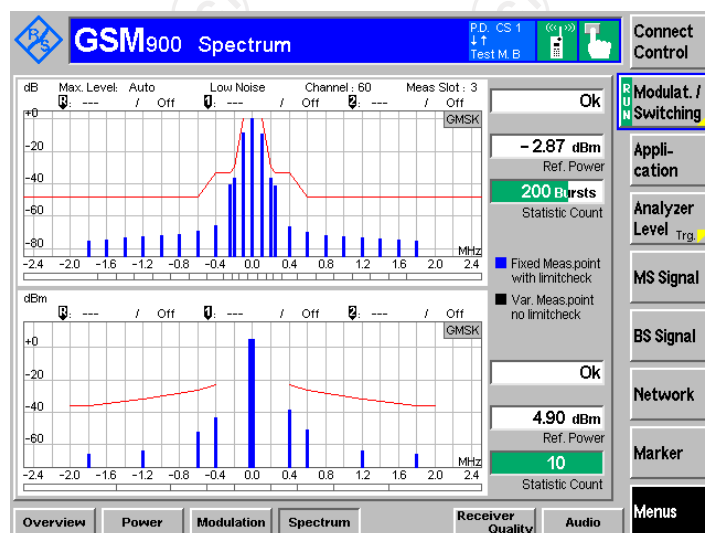 R&S
GSM900 Spectrum
P.D. CS 1
Test M. B
Connect
Control
dB Max. Level: Auto Low Noise Channel : 60 Meas Slot : 3
R: --- / Off 1: --- / Off 2: --- / Off
GMSK
+0
-20
-40
-60
-80
MHz
-2.4 -2.0 -1.6 -1.2 -0.8 -0.4 0.0 0.4 0.8 1.2 1.6 2.0 2.4
Ok
-2.87 dBm
Ref. Power
200 Bursts
Statistic Count
Fixed Meas.point
with limitcheck
Var. Meas.point
no limitcheck
dBm
R: --- / Off 1: --- / Off 2: --- / Off
GMSK
+0
-20
-40
-60
MHz
-2.4 -2.0 -1.6 -1.2 -0.8 -0.4 0.0 0.4 0.8 1.2 1.6 2.0 2.4
Ok
4.90 dBm
Ref. Power
10
Statistic Count
RUN
Modulat. /
Switching
Appli-
cation
Analyzer
Level Trg.
MS Signal
BS Signal
Network
Marker
Menus
Overview
Power
Modulation
Spectrum
Receiver
Quality
Audio